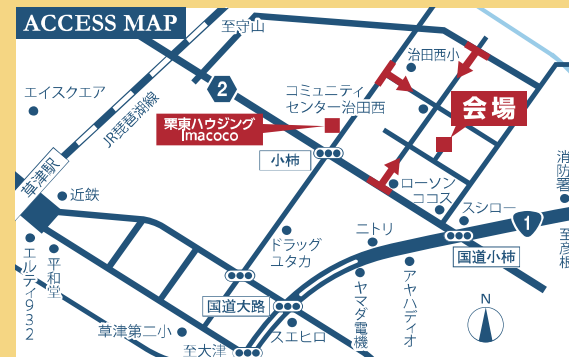 ACCESS MAP
至守山
治田西小
エイスクエア
2
コミュニティ
センター治田西
JR琵琶湖線
栗東ハウジング
Imacoco
会場
小柿
草津駅
近鉄
ローソン
ココス
スシロー
消防署
至彦根
1
ニトリ
ドラッグ
ユタカ
国道小柿
エルティ932
平和堂
国道大路
ヤマダ電機
アヤハディオ
N
草津第二小
スエヒロ
至大津